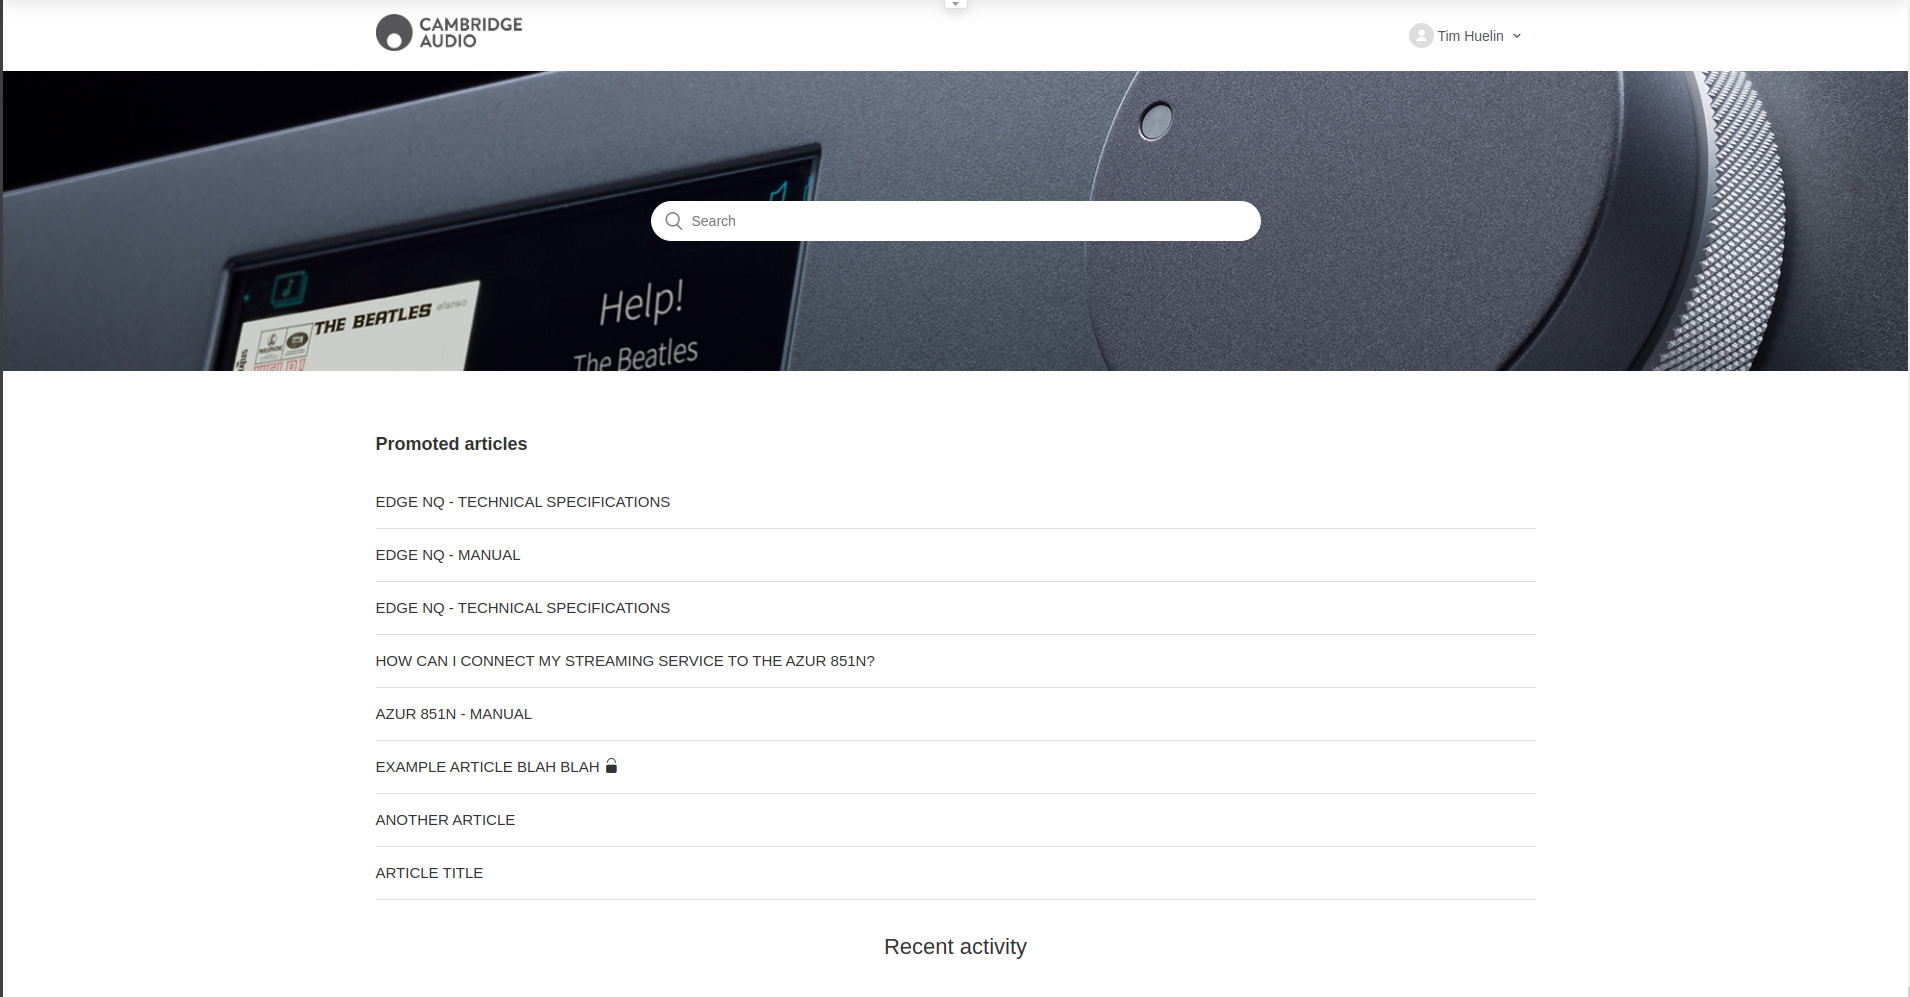 CAMBRIDGE
AUDIO
Tim Huelin
Search
Help!
The Beatles
THE BEATLES stereo
Promoted articles
EDGE NQ - TECHNICAL SPECIFICATIONS
EDGE NQ - MANUAL
EDGE NQ - TECHNICAL SPECIFICATIONS
HOW CAN I CONNECT MY STREAMING SERVICE TO THE AZUR 851N?
AZUR 851N - MANUAL
EXAMPLE ARTICLE BLAH BLAH
ANOTHER ARTICLE
ARTICLE TITLE
Recent activity